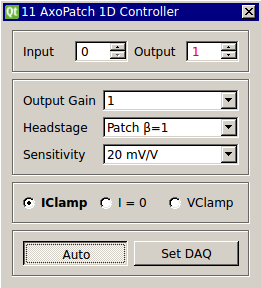 Qt 11 AxoPatch 1D Controller
Input 0 Output 1
Output Gain 1
Headstage Patch β=1
Sensitivity 20 mV/V
IClamp I = 0 VClamp
Auto Set DAQ